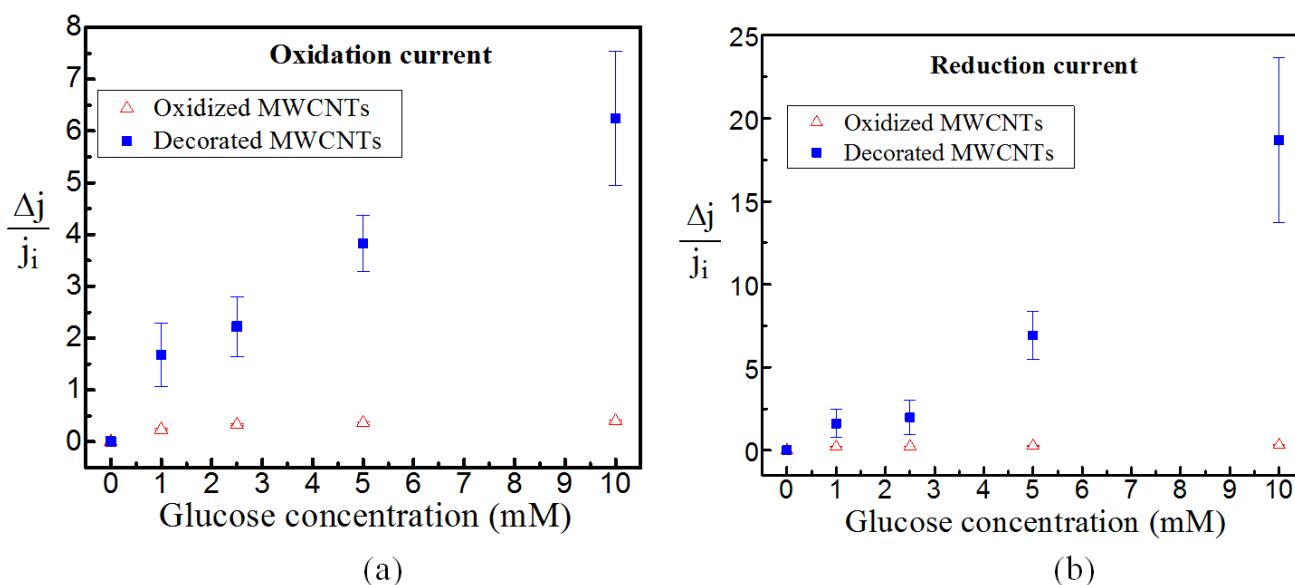 Oxidation current
Oxidized MWCNTs
Decorated MWCNTs
Δj
ji
8
7
6
5
4
3
2
1
0
0 1 2 3 4 5 6 7 8 9 10
Glucose concentration (mM)
(a)
Reduction current
Oxidized MWCNTs
Decorated MWCNTs
Δj
ji
25
20
15
10
5
0
0 1 2 3 4 5 6 7 8 9 10
Glucose concentration (mM)
(b)